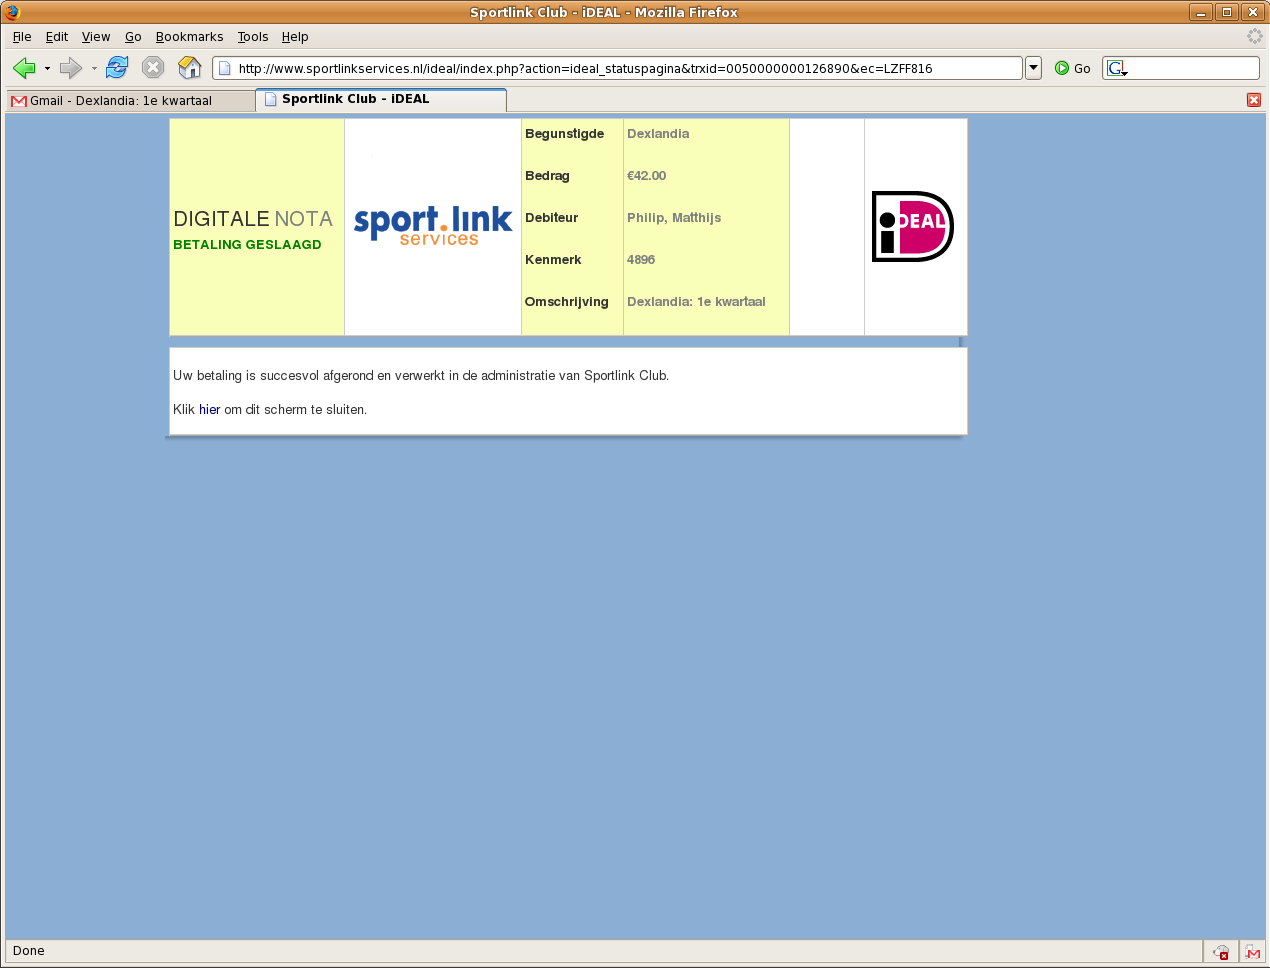 Sportlink Club - iDEAL - Mozilla Firefox
File Edit View Go Bookmarks Tools Help
http://www.sportlinkservices.nl/ideal/index.php?action=ideal_statuspagina&trxid=0050000000126890&ec=LZFF816 Go G
Gmail - Dexlandia: 1e kwartaal Sportlink Club - iDEAL
DIGITALE NOTA
BETALING GESLAAGD
sport.link
services
Begunstigde Dexlandia
Bedrag €42.00
Debiteur Philip, Matthijs
Kenmerk 4896
Omschrijving Dexlandia: 1e kwartaal
iDEAL
Uw betaling is succesvol afgerond en verwerkt in de administratie van Sportlink Club.
Klik hier om dit scherm te sluiten.
Done